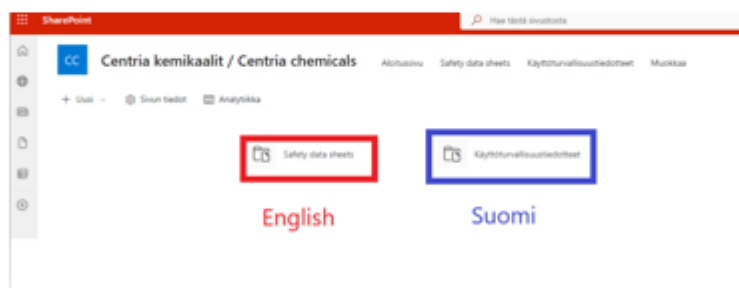 SharePoint
Hae tästä sivustosta
CC Centria kemikaalit / Centria chemicals Aloitussivu Safety data sheets Käyttöturvallisuustiedotteet Muokkaa
+ Uusi Sivun tiedot Analytiikka
Safety data sheets Käyttöturvallisuustiedotteet
English Suomi